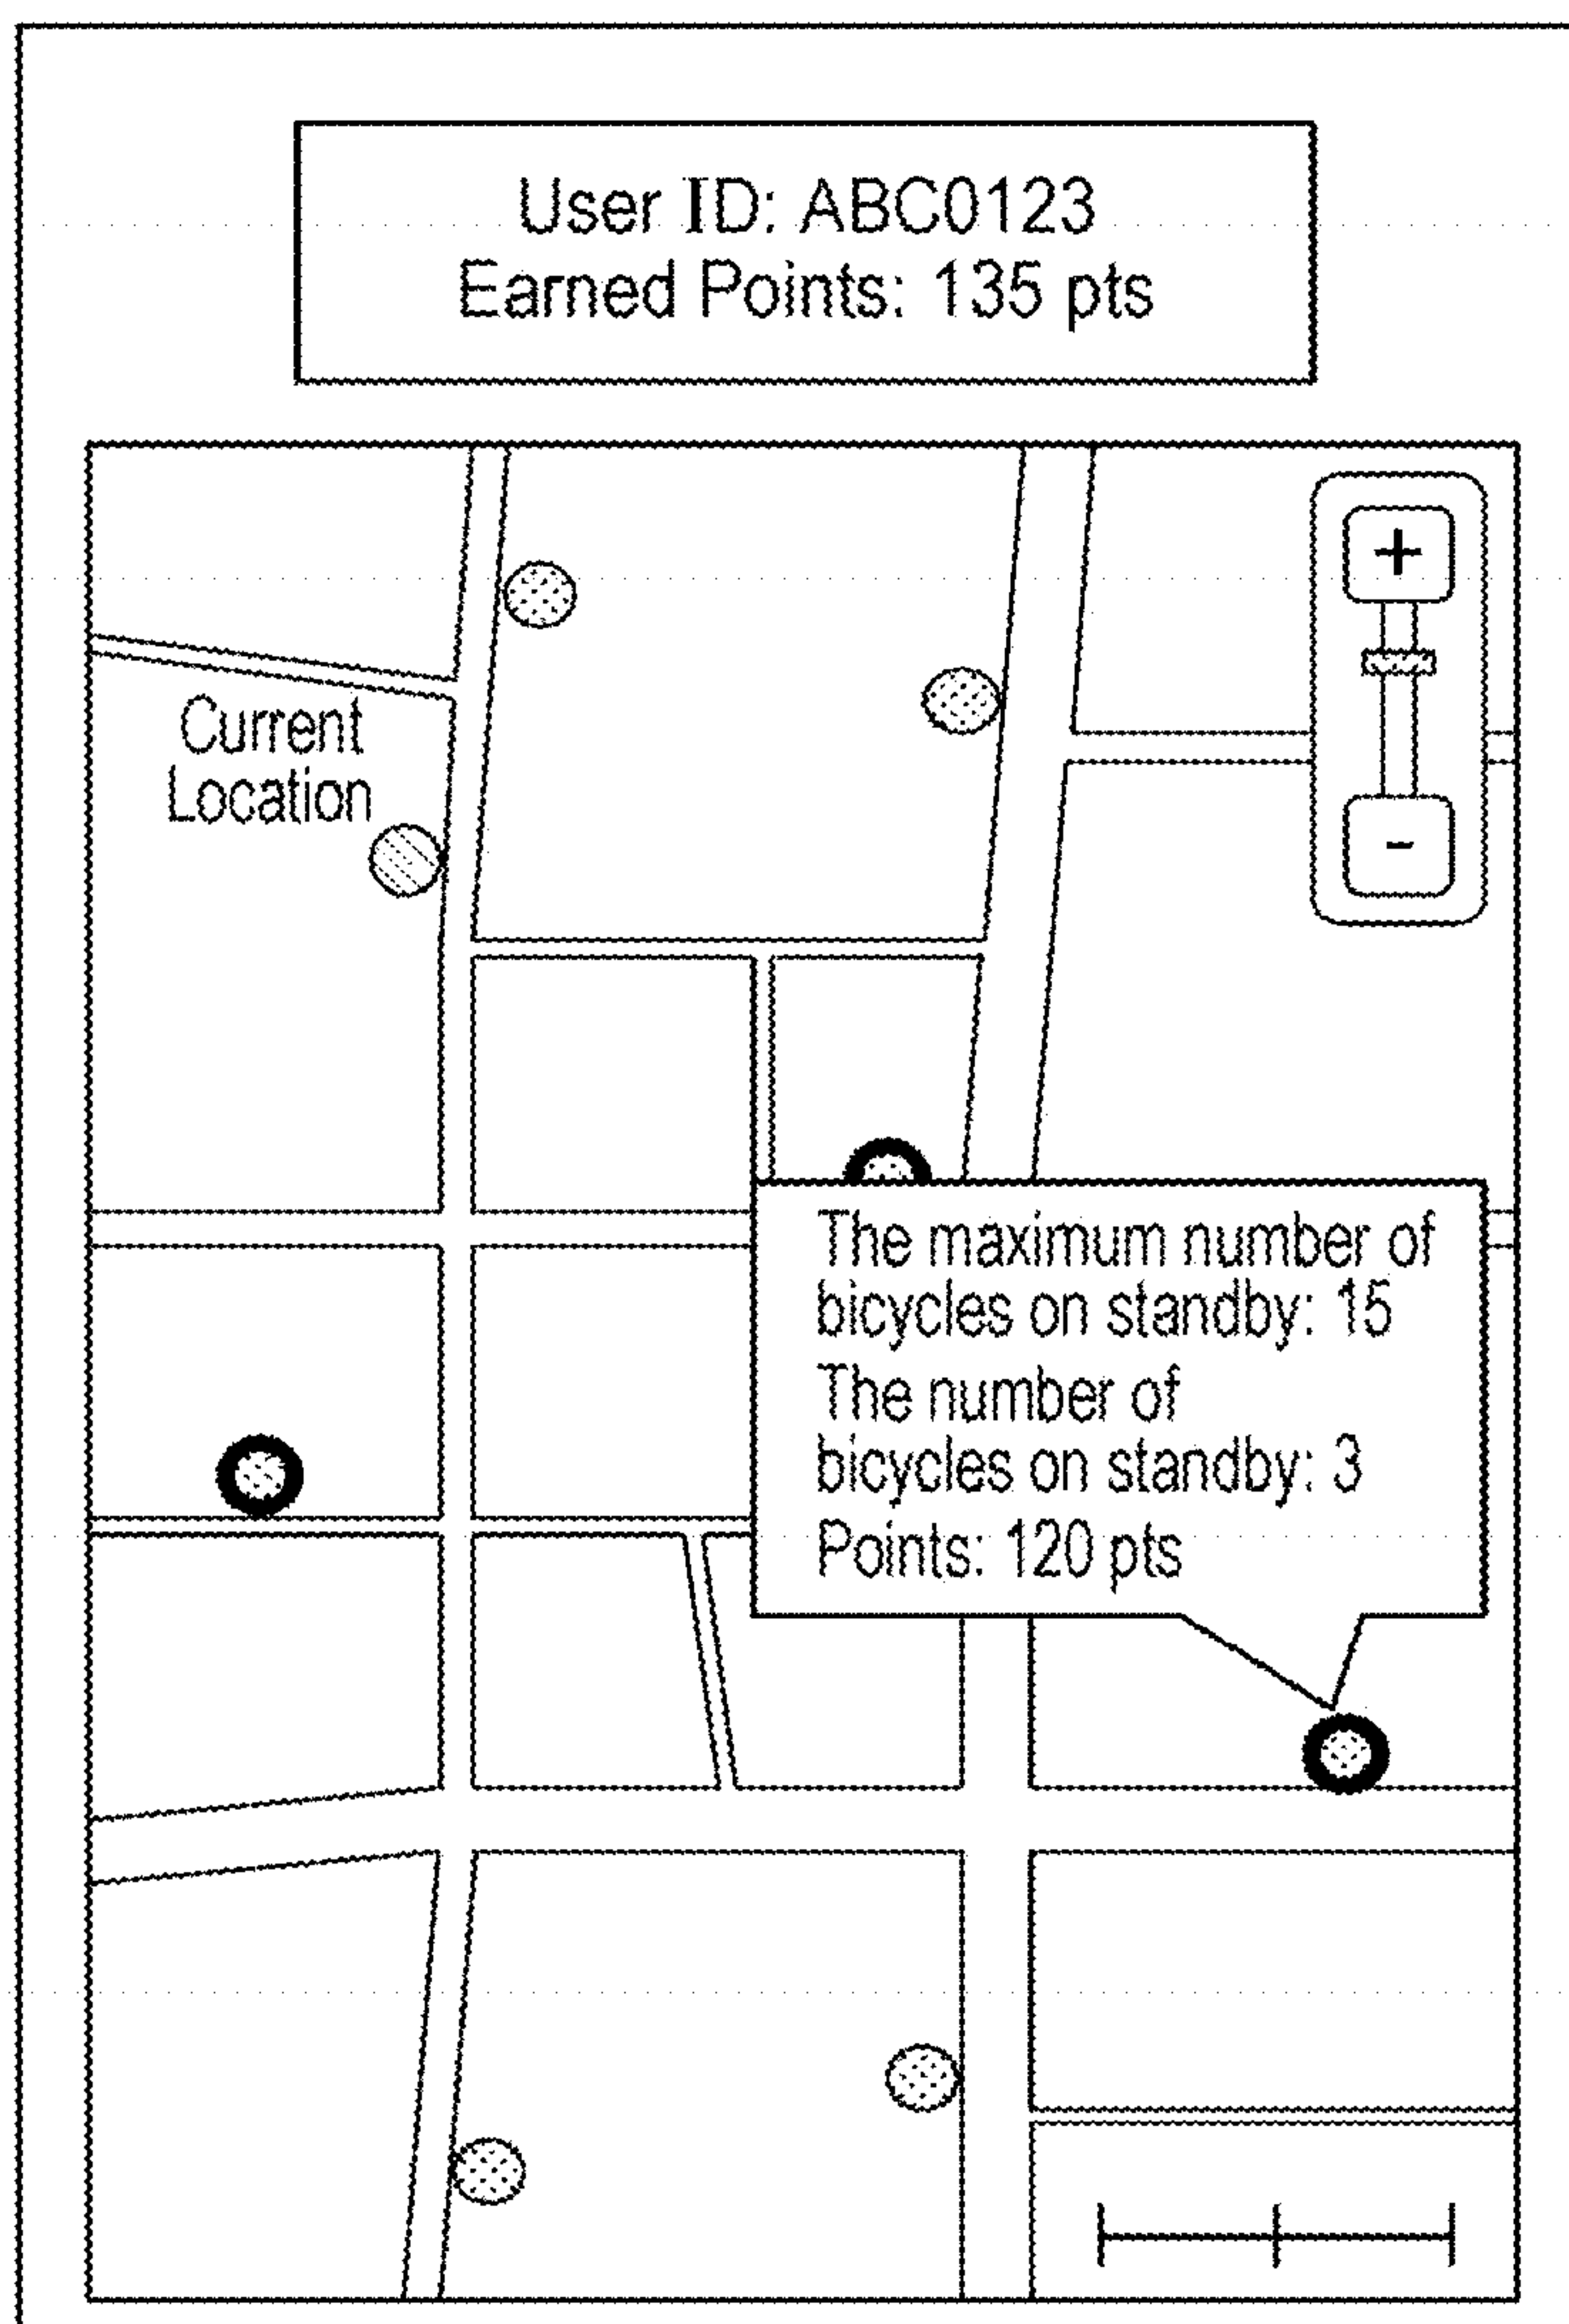 User ID: ABC0123
Earned Points: 135 pts
+
Current
Location
-
The maximum number of
bicycles on standby: 15
The number of
bicycles on standby: 3
Points: 120 pts